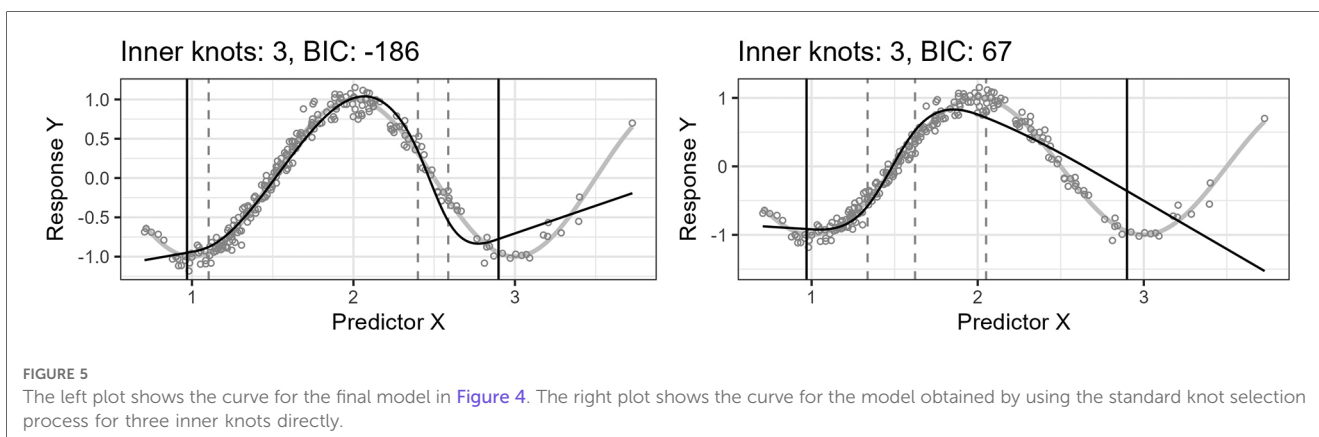 Inner knots: 3, BIC: -186
Inner knots: 3, BIC: 67
Response Y
1.0
0.5
0.0
-0.5
-1.0
1
2
3
Predictor X
Response Y
1
0
-1
1
2
3
Predictor X
FIGURE 5
The left plot shows the curve for the final model in Figure 4. The right plot shows the curve for the model obtained by using the standard knot selection
process for three inner knots directly.